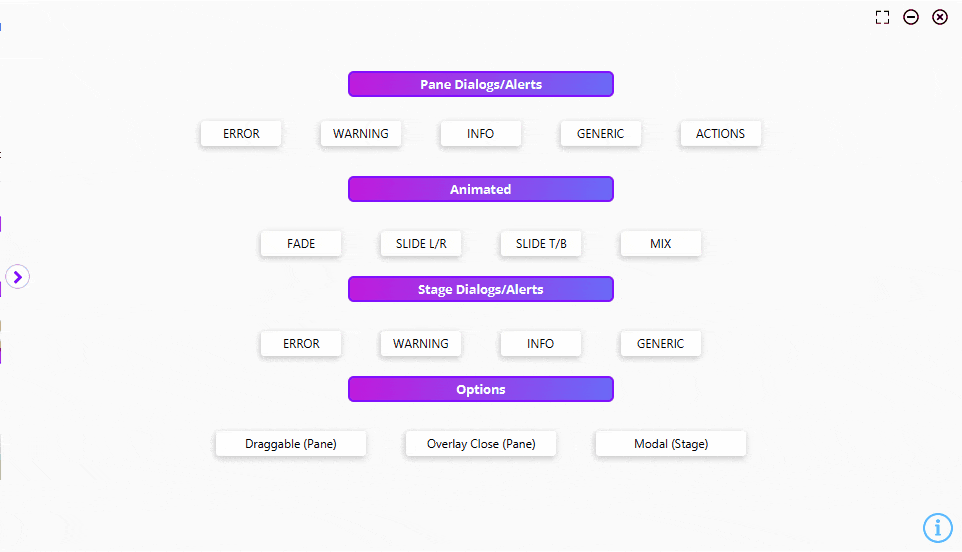 Pane Dialogs/Alerts
ERROR WARNING INFO GENERIC ACTIONS
Animated
FADE SLIDE L/R SLIDE T/B MIX
Stage Dialogs/Alerts
ERROR WARNING INFO GENERIC
Options
Draggable (Pane) Overlay Close (Pane) Modal (Stage)